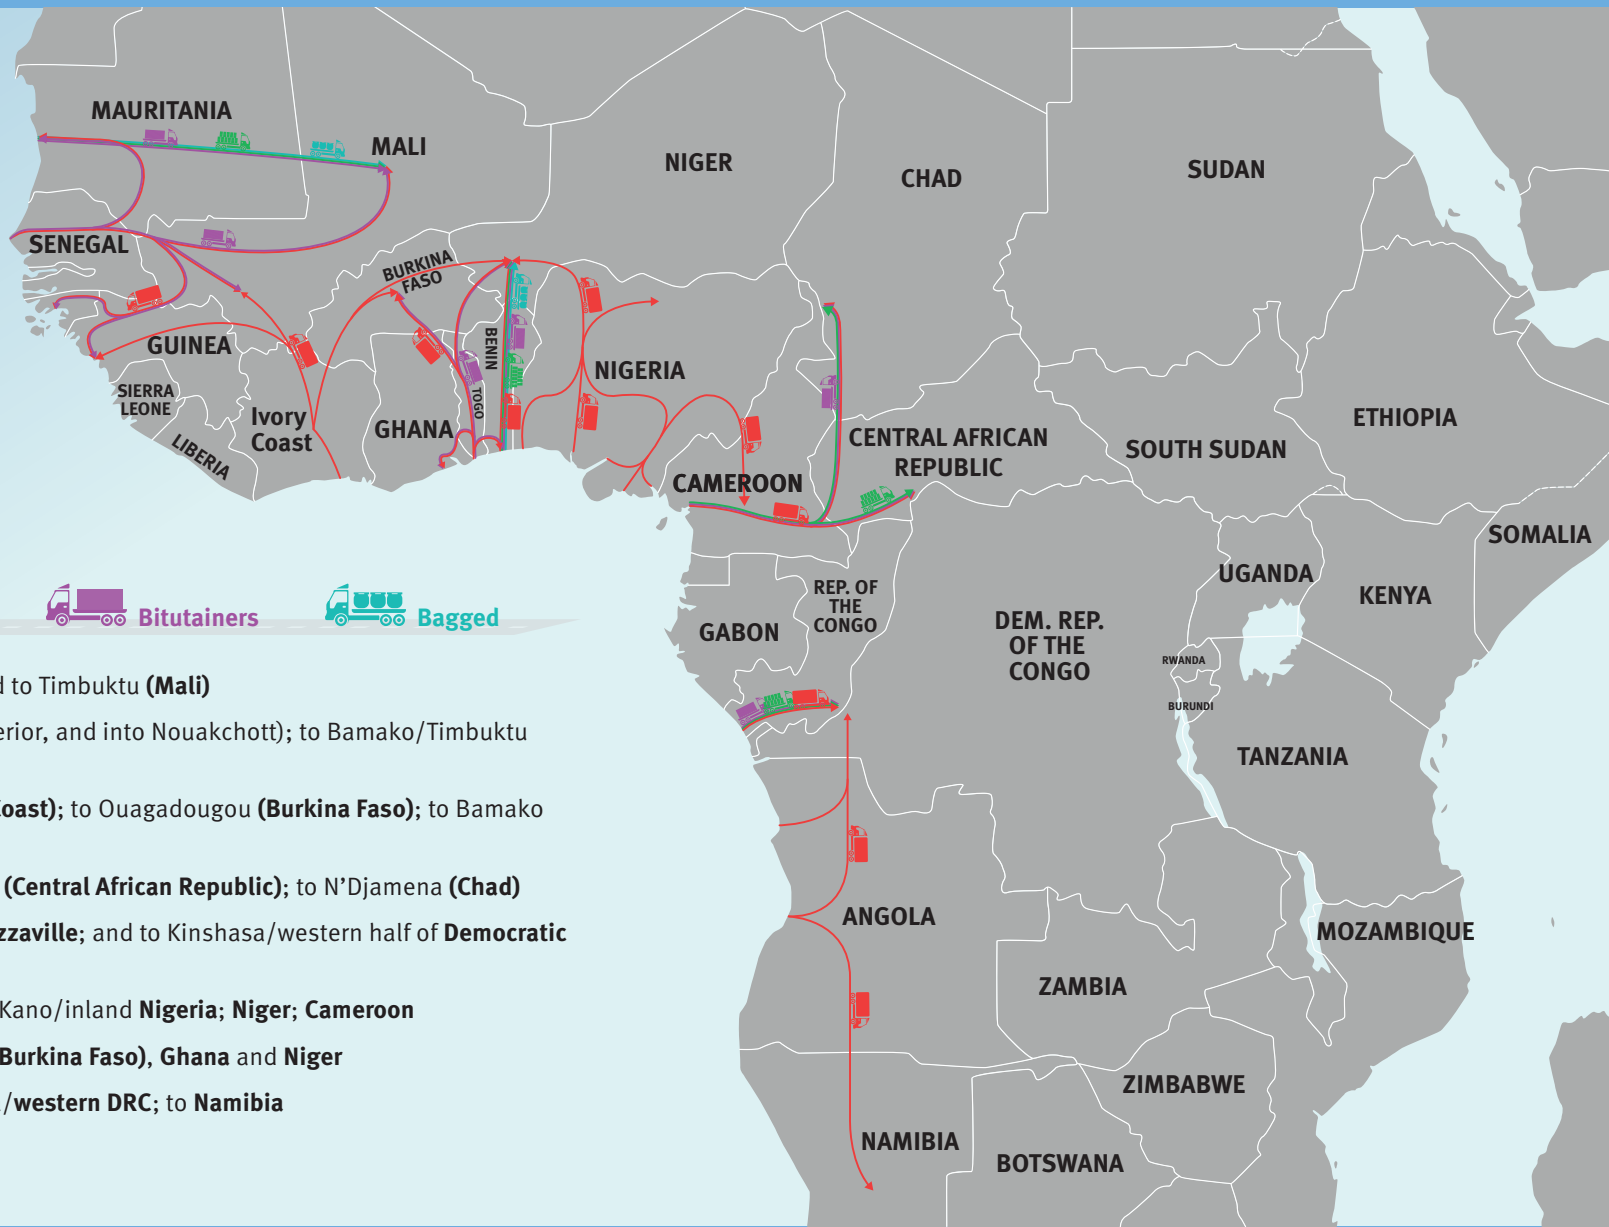 MAURITANIA
MALI
NIGER
CHAD
SUDAN
SENEGAL
BURKINA
FASO
GUINEA
BENIN
NIGERIA
SIERRA
LEONE
TOGO
Ivory
Coast
GHANA
LIBERIA
CENTRAL AFRICAN
REPUBLIC
SOUTH SUDAN
ETHIOPIA
CAMEROON
SOMALIA
UGANDA
KENYA
REP. OF
THE
CONGO
GABON
DEM. REP.
OF THE
CONGO
RWANDA
BURUNDI
TANZANIA
ANGOLA
MOZAMBIQUE
ZAMBIA
ZIMBABWE
NAMIBIA
BOTSWANA
Bitutainers
Bagged
to Timbuktu (Mali)
erior, and into Nouakchott); to Bamako/Timbuktu
Coast); to Ouagadougou (Burkina Faso); to Bamako
(Central African Republic); to N’Djamena (Chad)
zzaville; and to Kinshasa/western half of Democratic
Kano/inland Nigeria; Niger; Cameroon
Burkina Faso), Ghana and Niger
/western DRC; to Namibia